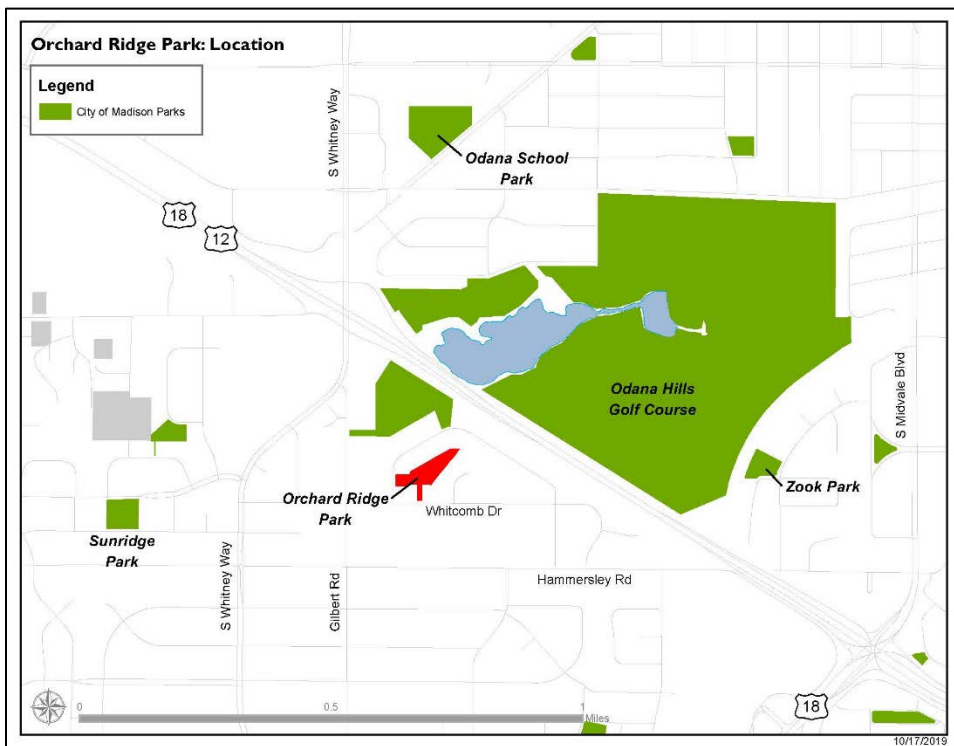 Orchard Ridge Park: Location
Legend
City of Madison Parks
S Whitney Way
Odana School
Park
18
12
Odana Hills
Golf Course
S Midvale Blvd
Zook Park
Orchard Ridge
Park
Whitcomb Dr
Sunridge
Park
S Whitney Way
Gilbert Rd
Hammersley Rd
18
0
0.5
1
Miles
10/17/2019